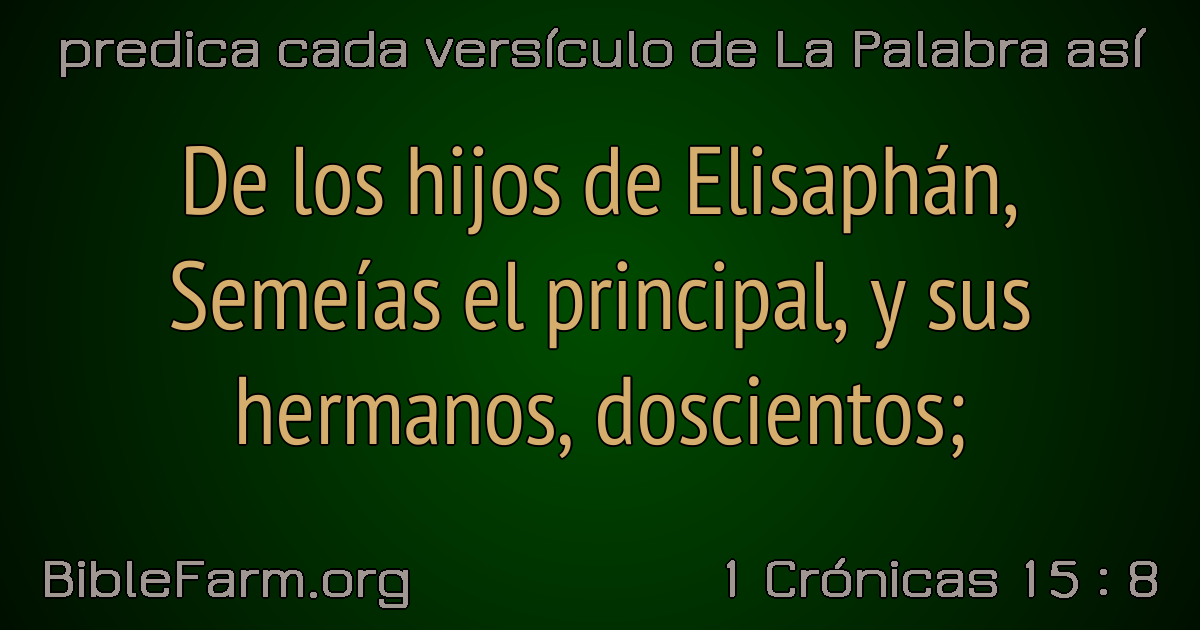 predica cada versículo de La Palabra así
De los hijos de Elisaphán,
Semeías el principal, y sus
hermanos, doscientos;
BibleFarm.org
1 Crónicas 15 : 8